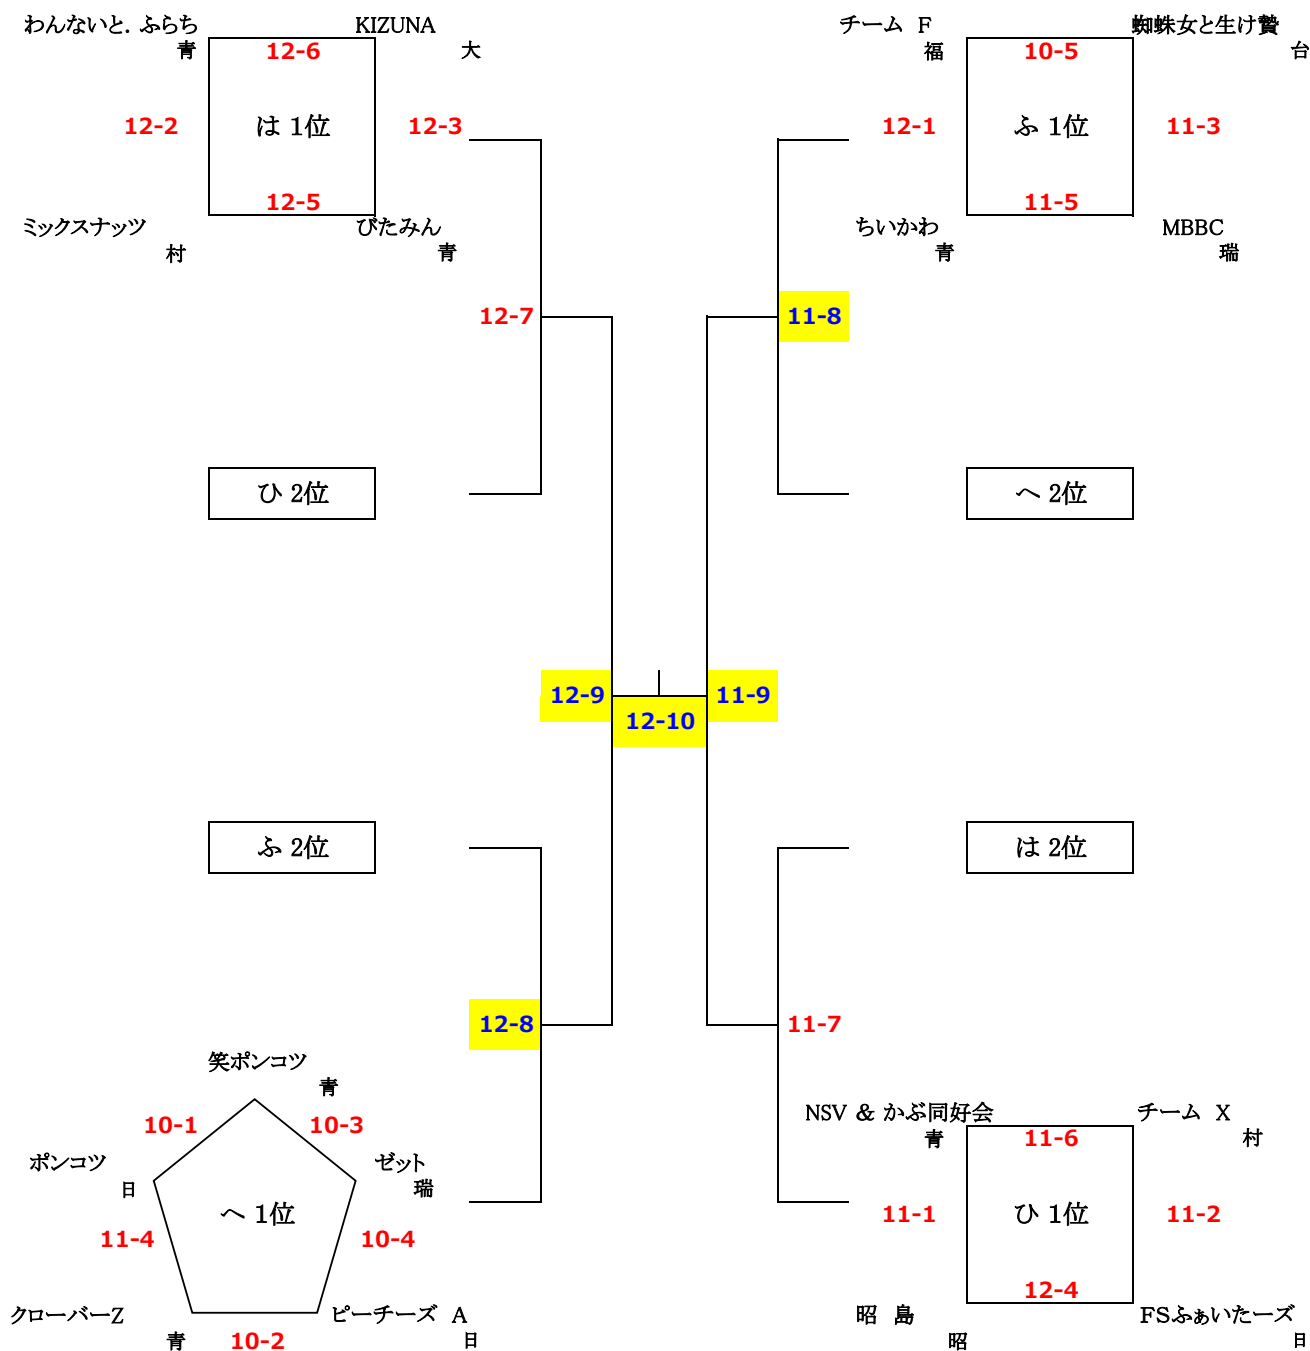 わんないと．ふらち
青
KIZUNA
大
12-6
12-2
は 1位
12-3
12-5
ミックスナッツ
村
びたみん
青
チーム　F
福
蜘蛛女と生け贄
台
10-5
12-1
ふ 1位
11-3
11-5
ちいかわ
青
MBBC
瑞
12-7
11-8
ひ 2位
へ 2位
12-9
11-9
12-10
ふ 2位
は 2位
12-8
11-7
笑ポンコツ
青
10-1
10-3
ポンコツ
日
ゼット
瑞
へ 1位
11-4
10-4
クローバーZ
青
10-2
ピーチーズ　A
日
NSV ＆ かぶ同好会
青
チーム　X
村
11-6
11-1
ひ 1位
11-2
12-4
昭　島
昭
FSふぁいたーズ
日